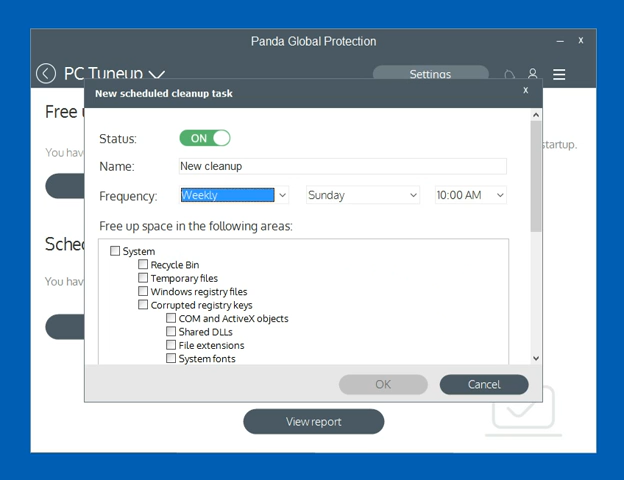 Panda Global Protection
PC Tuneup
Settings
New scheduled cleanup task
x
Free u
Status: ON
startup.
You hav
Name: New cleanup
Frequency: Weekly Sunday 10:00 AM
Free up space in the following areas:
Sched
System
Recycle Bin
Temporary files
You hav
Windows registry files
Corrupted registry keys
COM and ActiveX objects
Shared DLLs
File extensions
System fonts
OK Cancel
View report